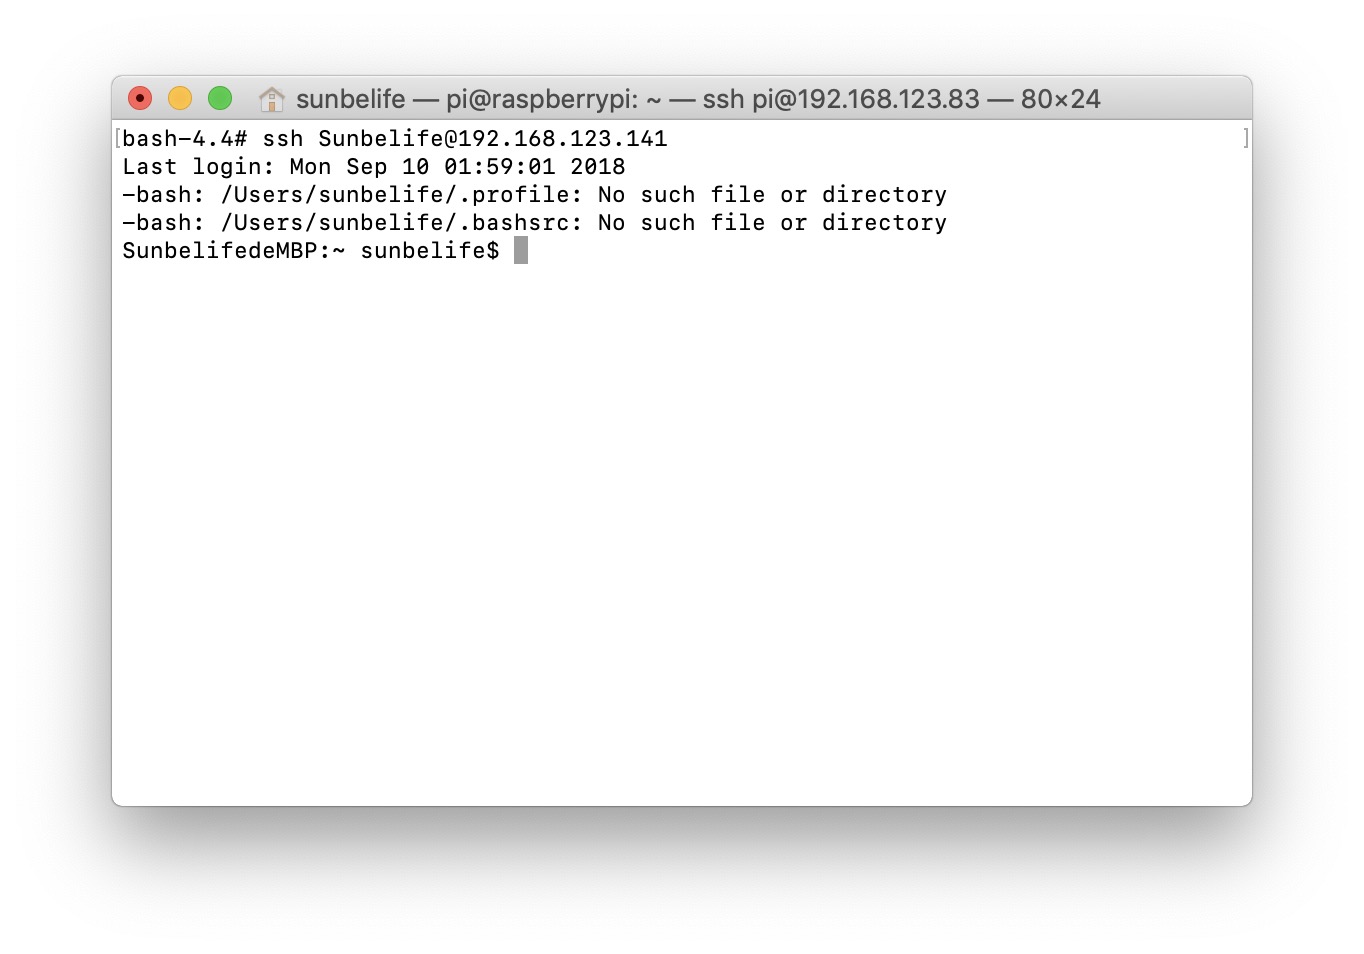 sunbelife — pi@raspberrypi: ~ — ssh pi@192.168.123.83 — 80×24
[bash-4.4# ssh Sunbelife@192.168.123.141 ]
Last login: Mon Sep 10 01:59:01 2018
-bash: /Users/sunbelife/.profile: No such file or directory
-bash: /Users/sunbelife/.bashsrc: No such file or directory
SunbelifedeMBP:~ sunbelife$